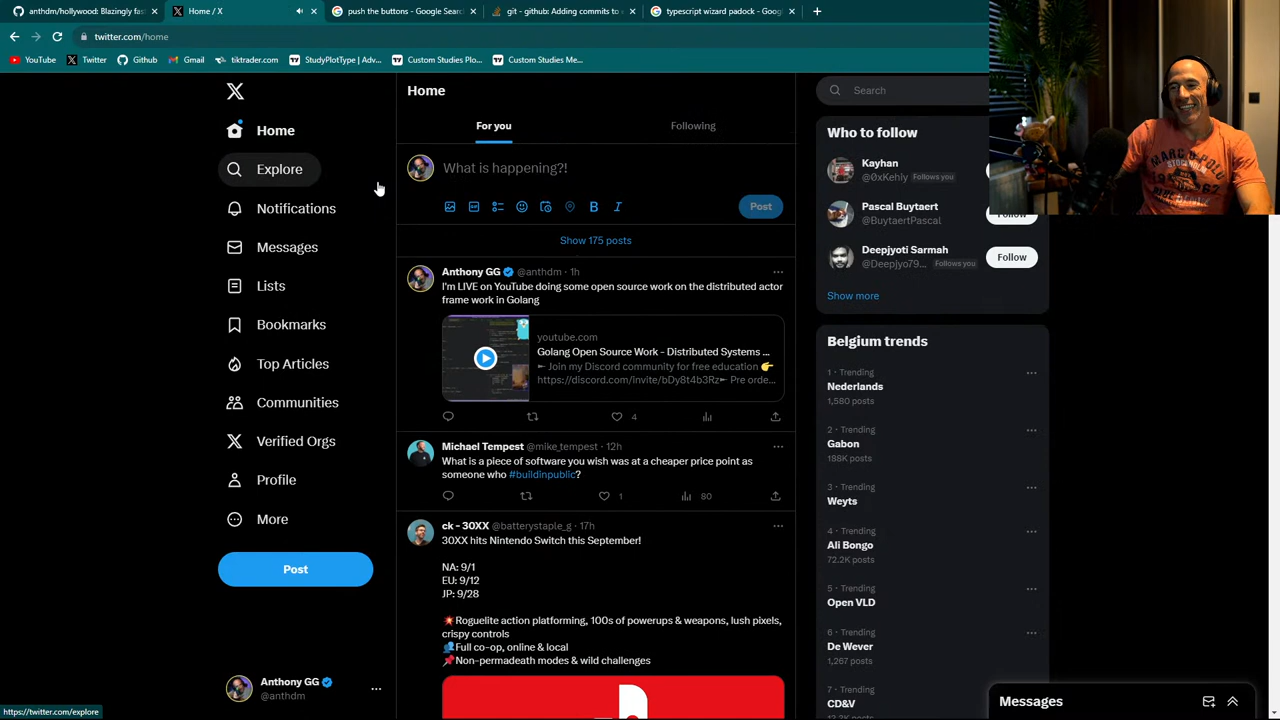 anthdm/hollywood: Blazingly fas
Home / X
push the buttons - Google Searc
git - github: Adding commits to
typescript wizard padock - Goog
twitter.com/home
YouTube
Twitter
Github
Gmail
tiktrader.com
StudyPlotType | Adv...
Custom Studies Plo...
Custom Studies Me...
Home
Explore
Notifications
Messages
Lists
Bookmarks
Top Articles
Communities
Verified Orgs
Profile
More
Post
Anthony GG
@anthdm
https://twitter.com/explore
Home
For you
Following
What is happening?!
Post
Show 175 posts
Anthony GG @anthdm · 1h
I'm LIVE on YouTube doing some open source work on the distributed actor
frame work in Golang
youtube.com
Golang Open Source Work - Distributed Systems ...
► Join my Discord community for free education 👉
https://discord.com/invite/bDy8t4b3Rz► Pre orde...
4
Michael Tempest @mike_tempest · 12h
What is a piece of software you wish was at a cheaper price point as
someone who #buildinpublic?
1
80
ck - 30XX @batterystaple_g · 17h
30XX hits Nintendo Switch this September!
NA: 9/1
EU: 9/12
JP: 9/28
💥Roguelite action platforming, 100s of powerups & weapons, lush pixels,
crispy controls
👥Full co-op, online & local
📌Non-permadeath modes & wild challenges
Search
Who to follow
Kayhan
@0xKehly Follows you
Pascal Buytaert
@BuytaertPascal
Follow
Deepjyoti Sarmah
@Deepjyo79... Follows you
Follow
Show more
Belgium trends
1 · Trending
Nederlands
1,580 posts
2 · Trending
Gabon
188K posts
3 · Trending
Weyts
4 · Trending
Ali Bongo
72.2K posts
5 · Trending
Open VLD
6 · Trending
De Wever
1,267 posts
7 · Trending
CD&V
Messages
MARC O'POLO
STOCKHOLM